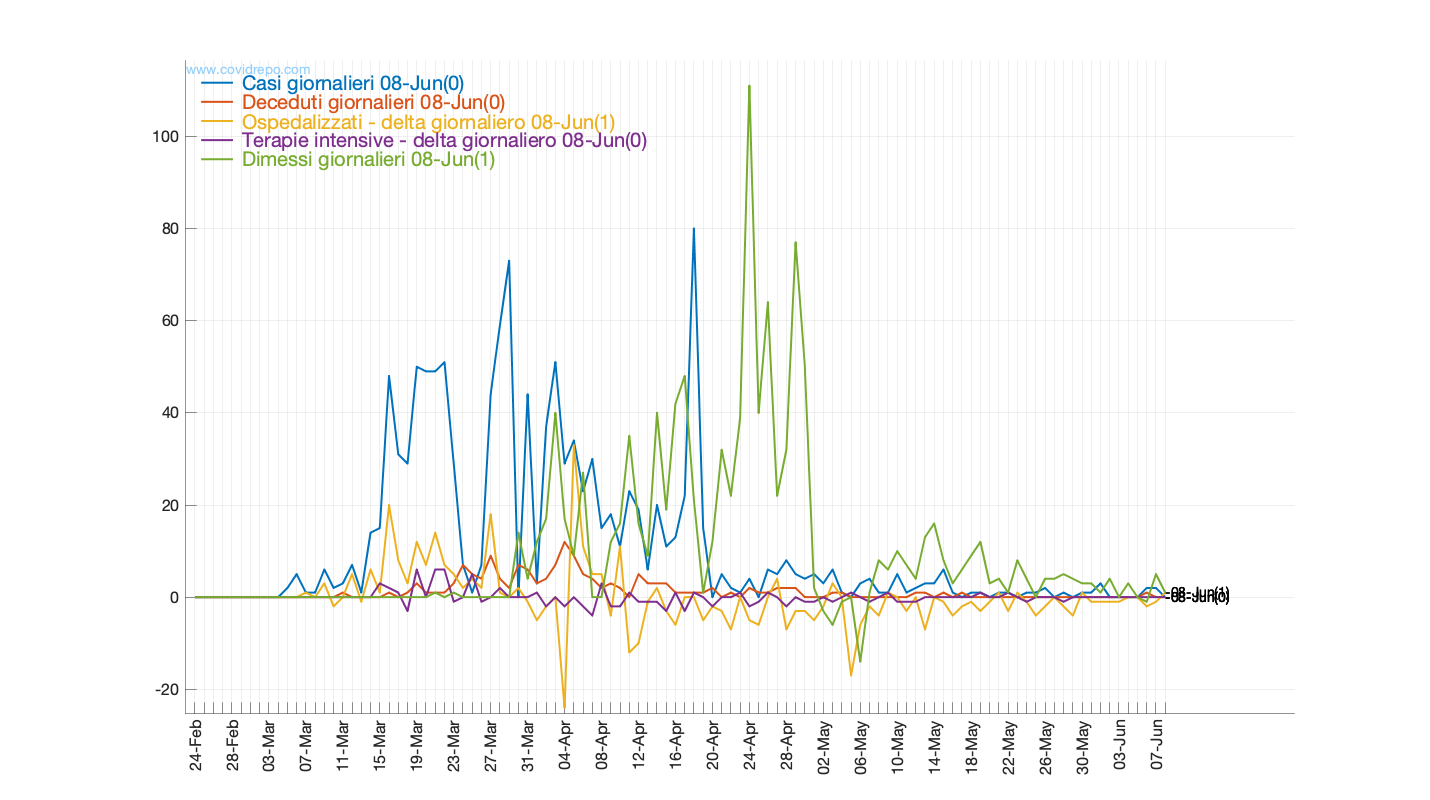 www.covidrepo.com
Casi giornalieri 08-Jun(0)
Deceduti giornalieri 08-Jun(0)
Ospedalizzati - delta giornaliero 08-Jun(1)
Terapie intensive - delta giornaliero 08-Jun(0)
Dimessi giornalieri 08-Jun(1)
100
80
60
40
20
0
-20
08-Jun(1)
08-Jun(0)
24-Feb
28-Feb
03-Mar
07-Mar
11-Mar
15-Mar
19-Mar
23-Mar
27-Mar
31-Mar
04-Apr
08-Apr
12-Apr
16-Apr
20-Apr
24-Apr
28-Apr
02-May
06-May
10-May
14-May
18-May
22-May
26-May
30-May
03-Jun
07-Jun